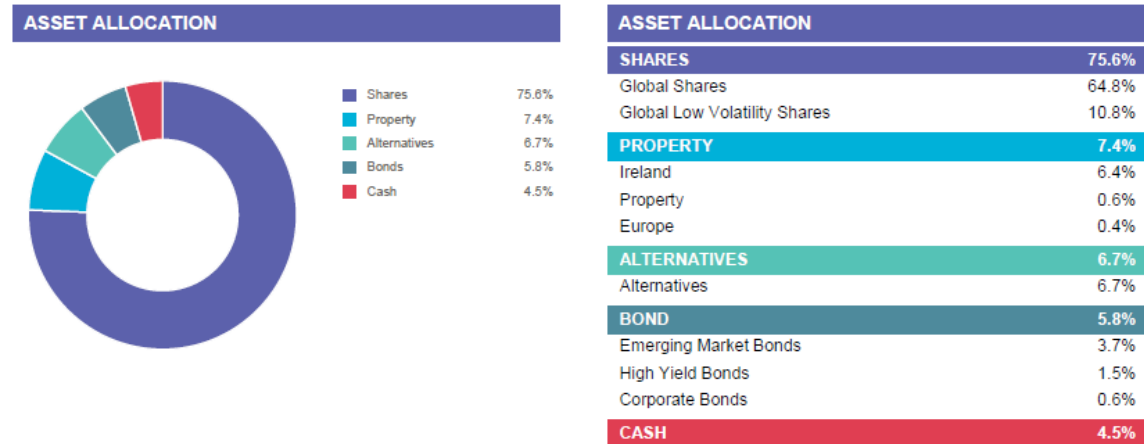 ASSET ALLOCATION
Shares 75.6%
Property 7.4%
Alternatives 6.7%
Bonds 5.8%
Cash 4.5%
ASSET ALLOCATION
SHARES 75.6%
Global Shares 64.8%
Global Low Volatility Shares 10.8%
PROPERTY 7.4%
Ireland 6.4%
Property 0.6%
Europe 0.4%
ALTERNATIVES 6.7%
Alternatives 6.7%
BOND 5.8%
Emerging Market Bonds 3.7%
High Yield Bonds 1.5%
Corporate Bonds 0.6%
CASH 4.5%